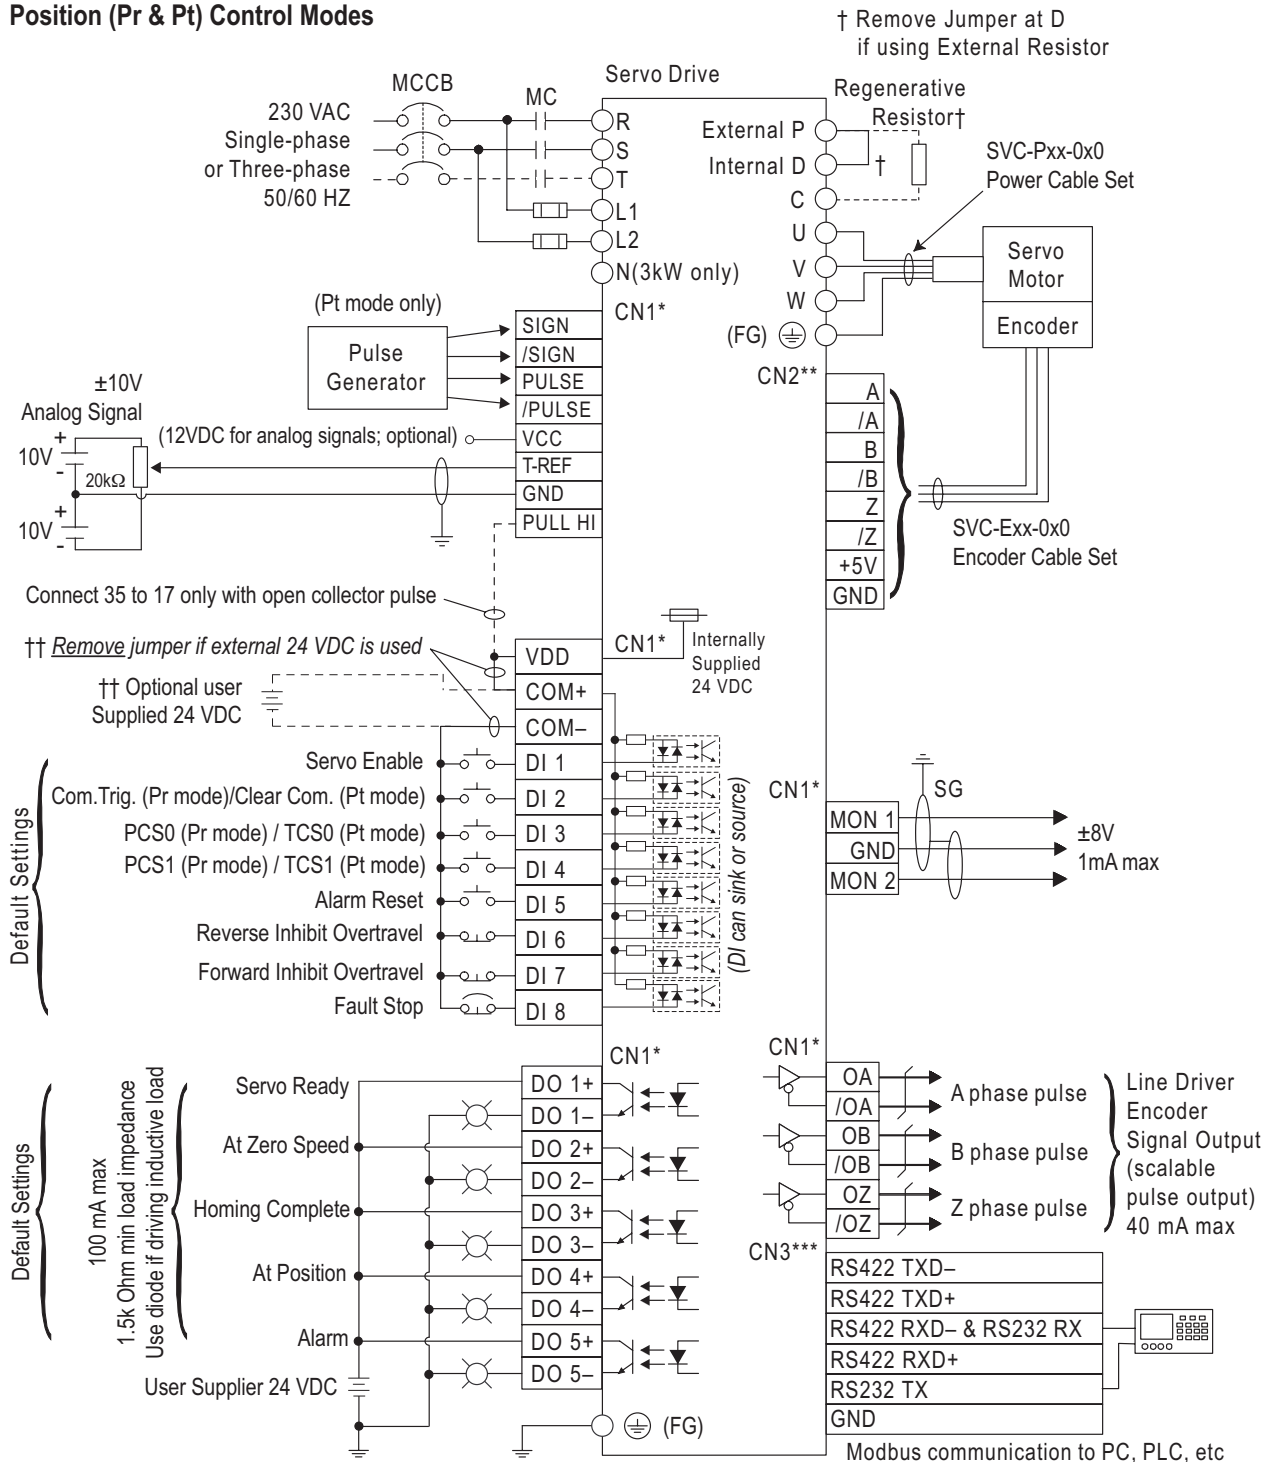 Position (Pr & Pt) Control Modes
† Remove Jumper at D
if using External Resistor
Servo Drive
MCCB
MC
230 VAC
Single-phase
or Three-phase
50/60 HZ
R
S
T
L1
L2
N(3kW only)
External P
Internal D
C
U
V
W
(FG)
Regenerative
Resistor†
†
SVC-Pxx-0x0
Power Cable Set
Servo
Motor
Encoder
(Pt mode only)
Pulse
Generator
CN1*
SIGN
/SIGN
PULSE
/PULSE
VCC
T-REF
GND
PULL HI
±10V
Analog Signal
(12VDC for analog signals; optional)
+
10V
-
20kΩ
+
10V
-
CN2**
A
/A
B
/B
Z
/Z
+5V
GND
SVC-Exx-0x0
Encoder Cable Set
Connect 35 to 17 only with open collector pulse
†† Remove jumper if external 24 VDC is used
†† Optional user
Supplied 24 VDC
CN1*
Internally
Supplied
24 VDC
VDD
COM+
COM–
Default Settings
Servo Enable
DI 1
Com.Trig. (Pr mode)/Clear Com. (Pt mode)
DI 2
PCS0 (Pr mode) / TCS0 (Pt mode)
DI 3
PCS1 (Pr mode) / TCS1 (Pt mode)
DI 4
Alarm Reset
DI 5
Reverse Inhibit Overtravel
DI 6
Forward Inhibit Overtravel
DI 7
Fault Stop
DI 8
(DI can sink or source)
CN1*
SG
MON 1
GND
MON 2
±8V
1mA max
CN1*
Default Settings
100 mA max
1.5k Ohm min load impedance
Use diode if driving inductive load
Servo Ready
DO 1+
DO 1–
At Zero Speed
DO 2+
DO 2–
Homing Complete
DO 3+
DO 3–
At Position
DO 4+
DO 4–
Alarm
DO 5+
DO 5–
User Supplier 24 VDC
(FG)
CN1*
OA
/OA
OB
/OB
OZ
/OZ
A phase pulse
B phase pulse
Z phase pulse
Line Driver
Encoder
Signal Output
(scalable
pulse output)
40 mA max
CN3***
RS422 TXD–
RS422 TXD+
RS422 RXD– & RS232 RX
RS422 RXD+
RS232 TX
GND
Modbus communication to PC, PLC, etc